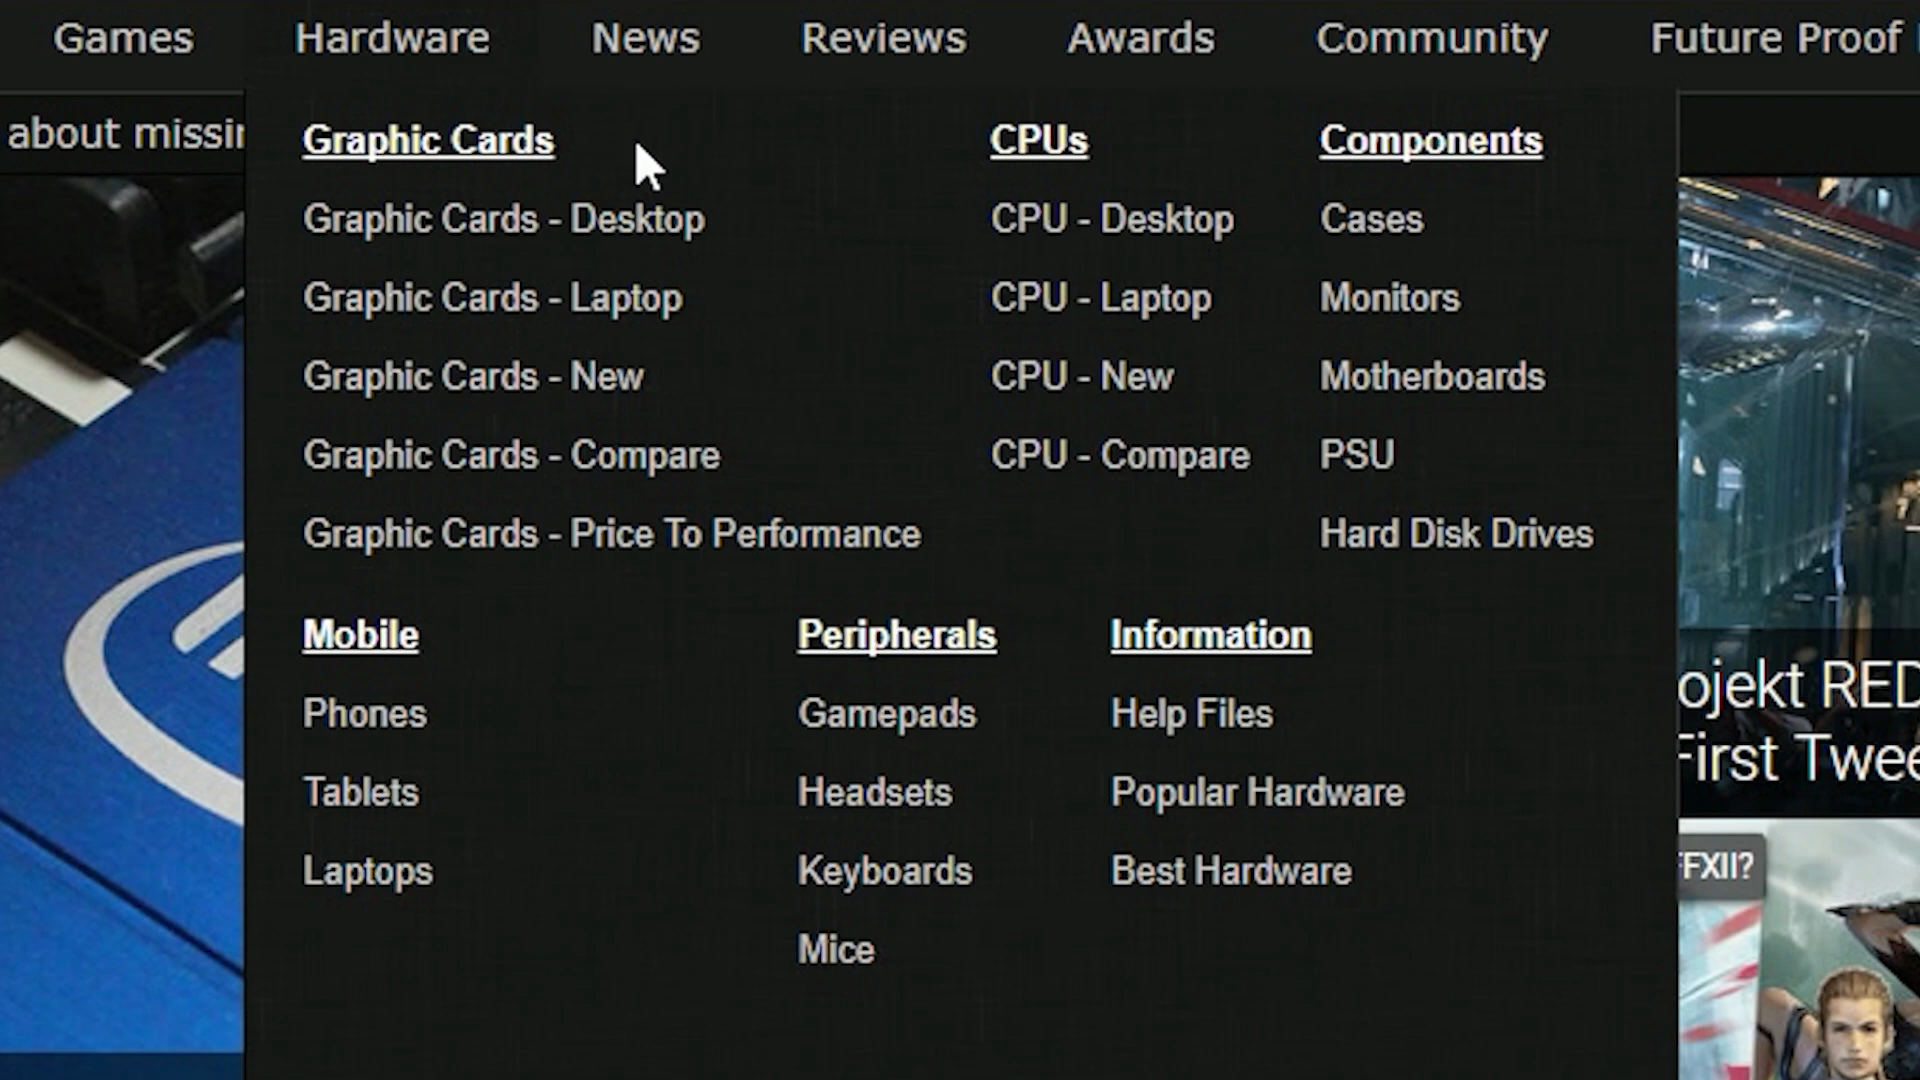 Games Hardware News Reviews Awards Community Future Proof
about
Graphic Cards CPUs Components
Graphic Cards - Desktop CPU - Desktop Cases
Graphic Cards - Laptop CPU - Laptop Monitors
Graphic Cards - New CPU - New Motherboards
Graphic Cards - Compare CPU - Compare PSU
Graphic Cards - Price To Performance Hard Disk Drives
Mobile Peripherals Information
Phones Gamepads Help Files
Tablets Headsets Popular Hardware
Laptops Keyboards Best Hardware
Mice
ojekt RED
First Twee
FFXII?